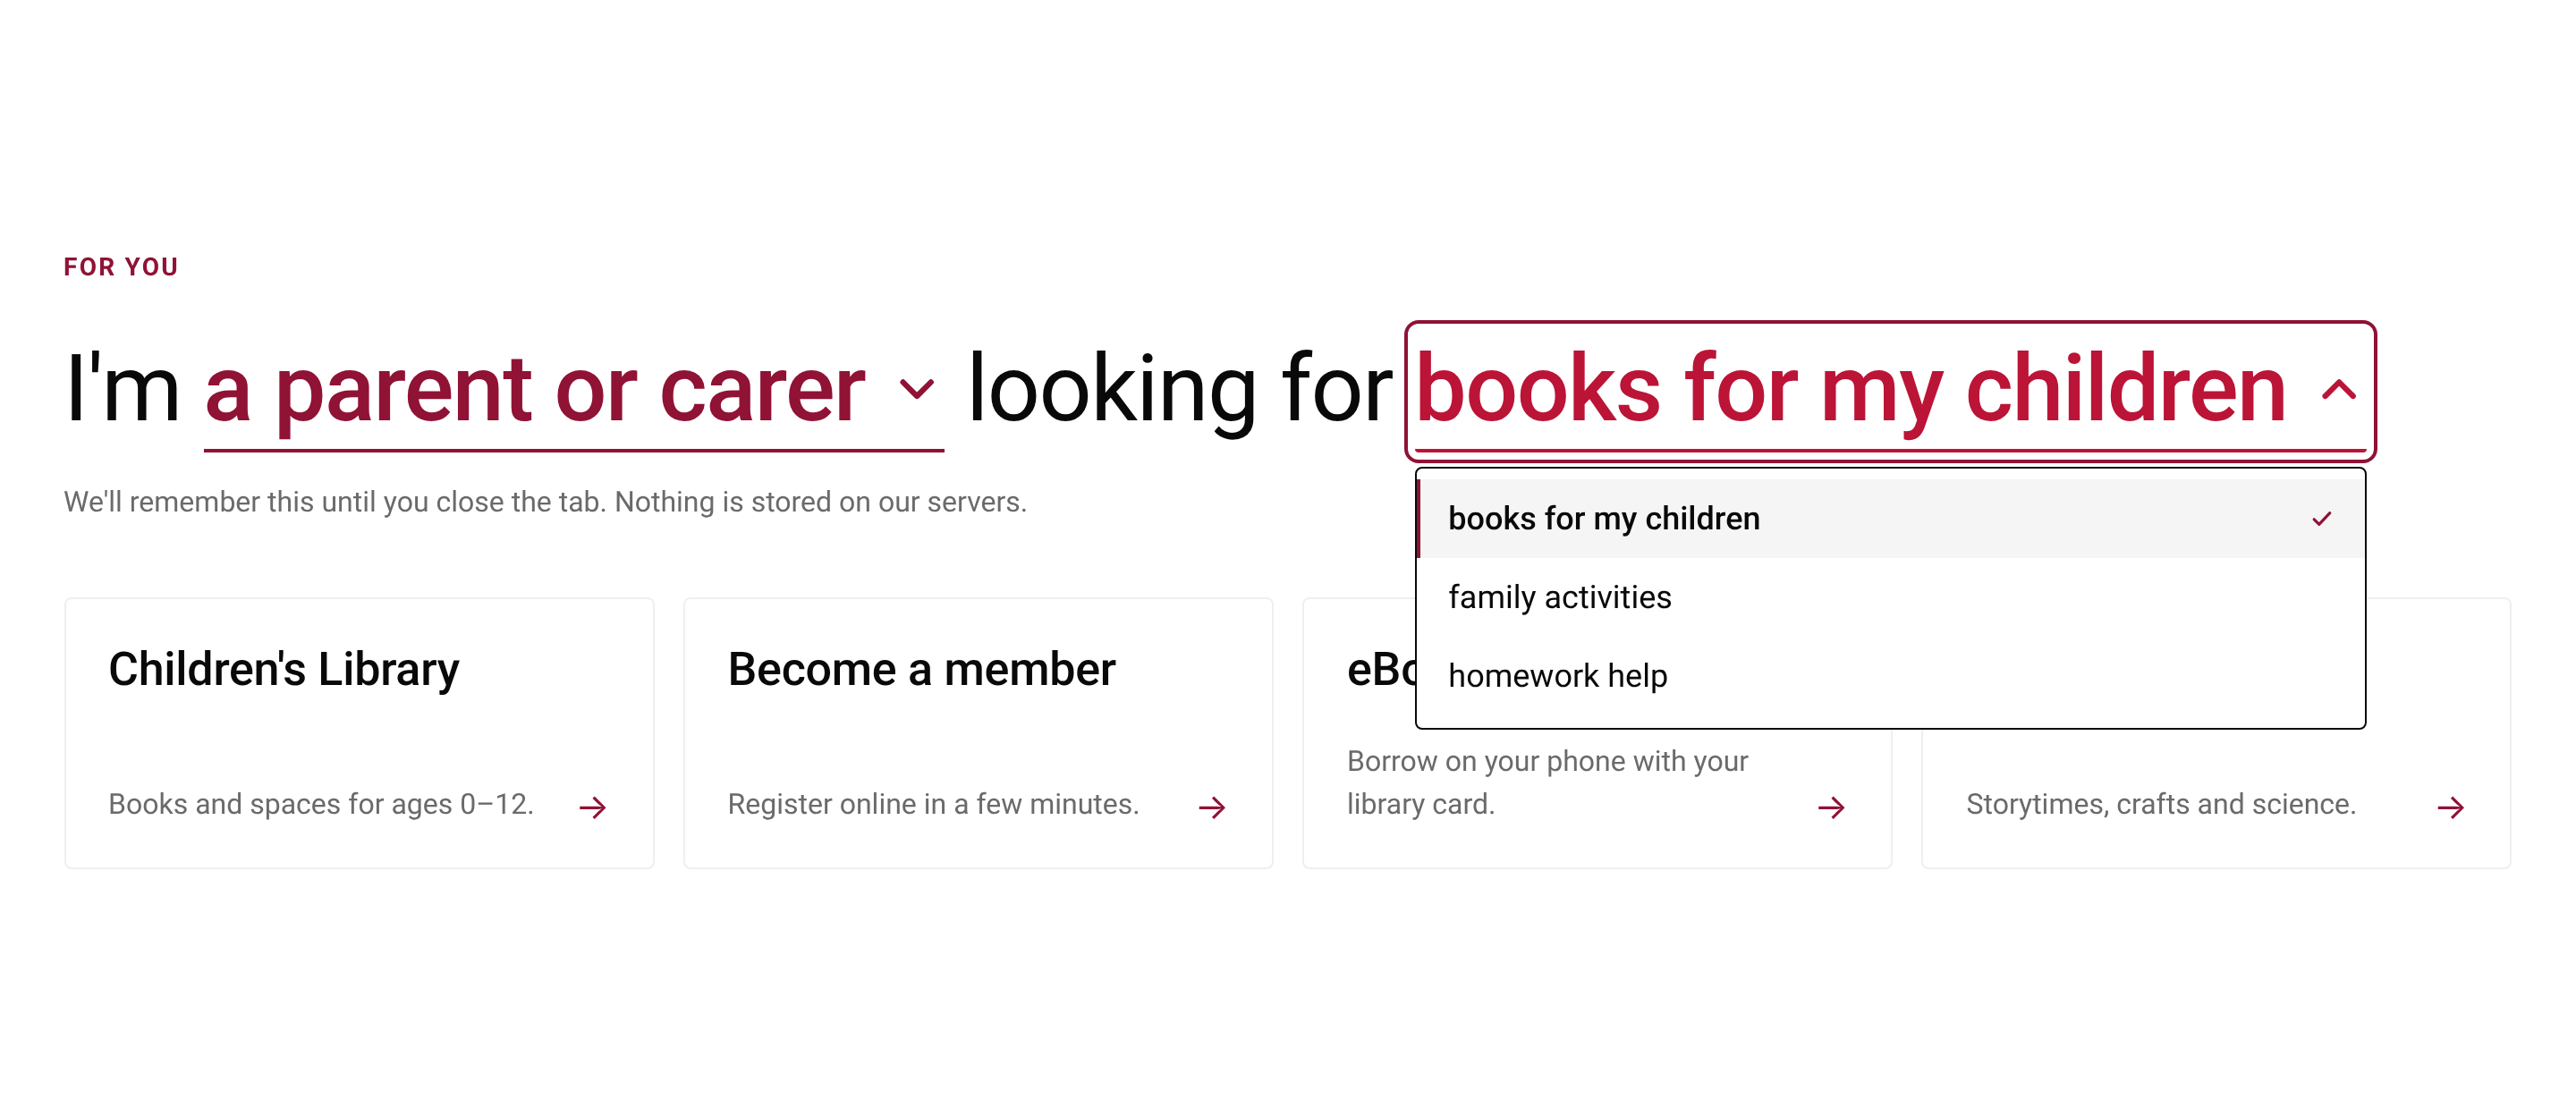 FOR YOU
I'm a parent or carer looking for books for my children
We'll remember this until you close the tab. Nothing is stored on our servers.
books for my children
family activities
homework help
Children's Library
Books and spaces for ages 0–12.
Become a member
Register online in a few minutes.
Borrow on your phone with your
library card.
Storytimes, crafts and science.